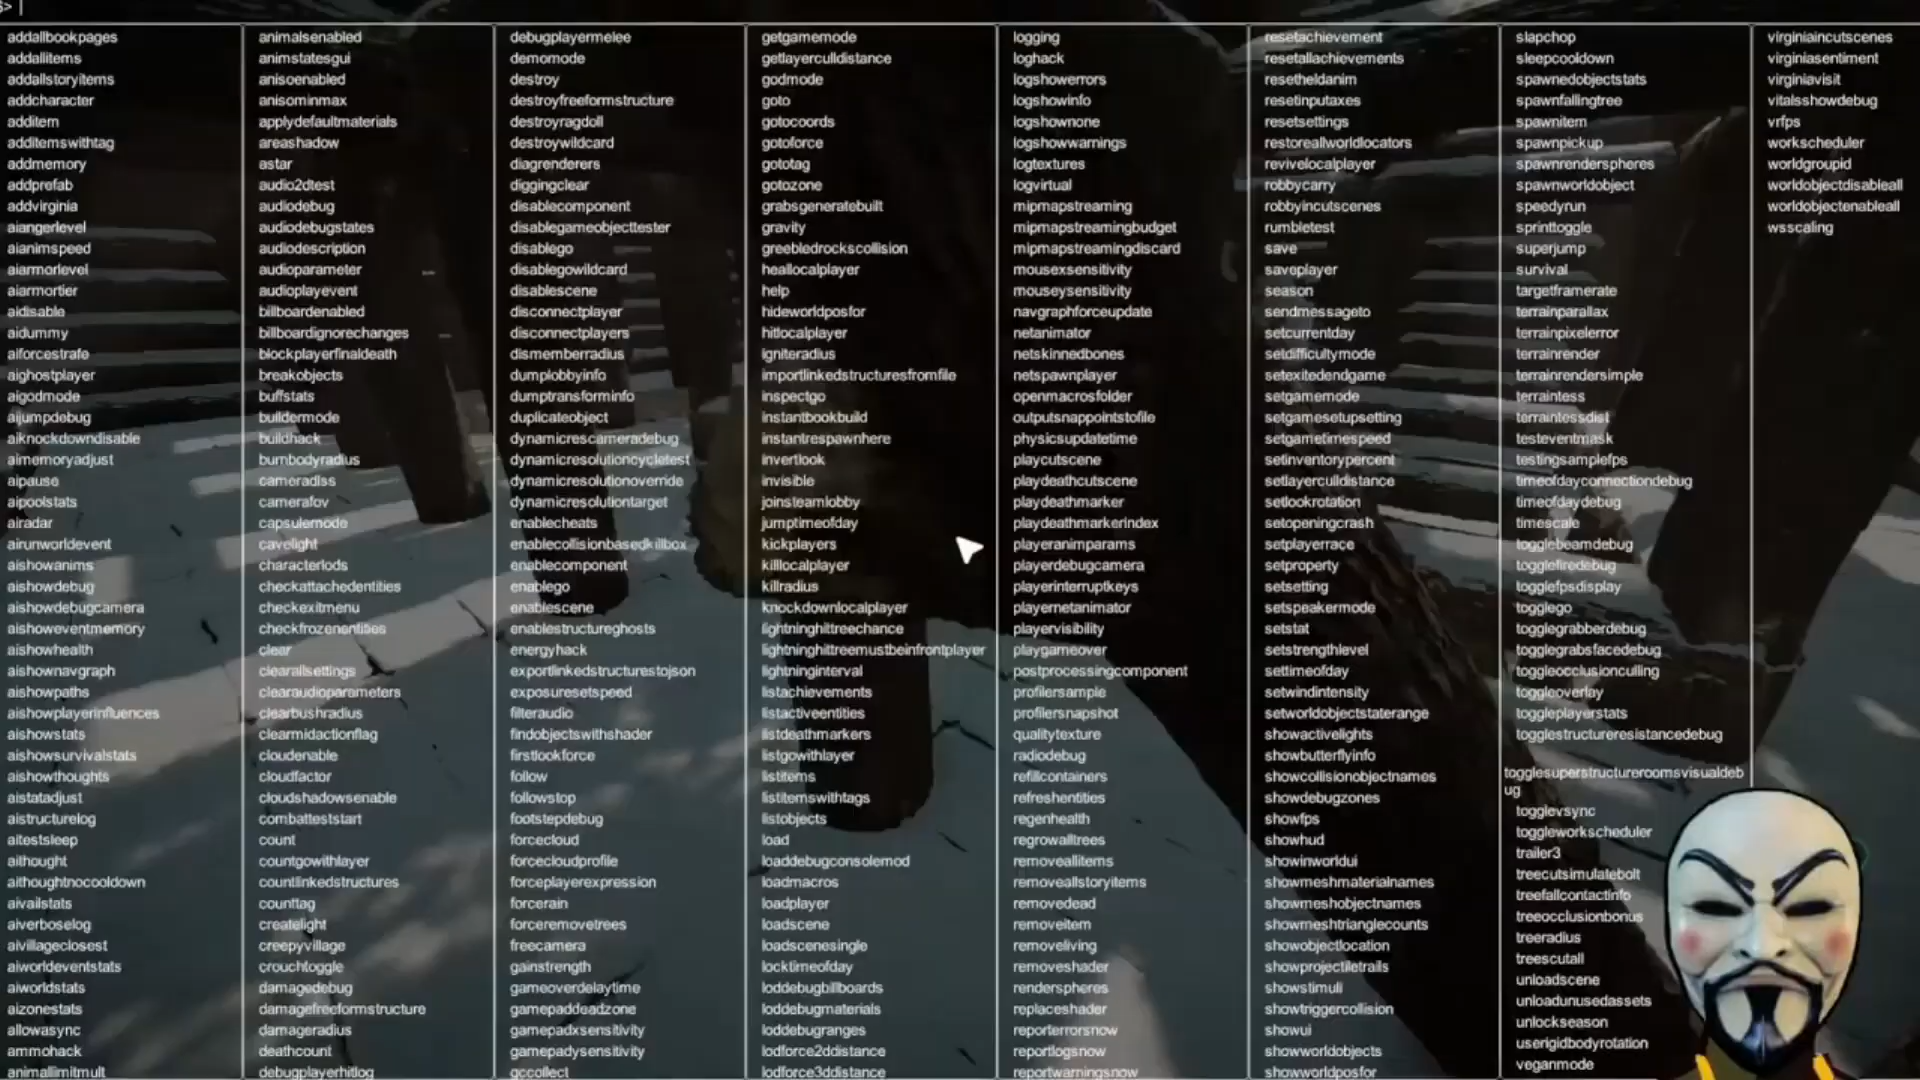 $>
addallbookpages
addallitems
addallstoryitems
addcharacter
additem
additemswithtag
addmemory
addprefab
addvirginia
aiangerlevel
aianimspeed
aiarmorlevel
aiarmortier
aidisable
aidummy
aiforcestrafe
aighostplayer
aigodmode
aijumpdebug
aiknockdowndisable
aimemoryadjust
aipause
aipoolstats
airadar
airunworldevent
aishowanims
aishowdebug
aishowdebugcamera
aishoweventmemory
aishowhealth
aishownavgraph
aishowpaths
aishowplayerinfluences
aishowstats
aishowsurvivalstats
aishowthoughts
aistatadjust
aistructurelog
aitestsleep
aithought
aithoughtnocooldown
aivailstats
aiverboselog
aivillageclosest
aiworldeventstats
aiworldstats
aizonestats
allowasync
ammohack
animallimitmult
animalsenabled
animstatesgui
anisoenabled
anisominmax
applydefaultmaterials
areashadow
astar
audio2dtest
audiodebug
audiodebugstates
audiodescription
audioparameter
audioplayevent
billboardenabled
billboardignorechanges
blockplayerfinaldeath
breakobjects
buffstats
buildermode
buildhack
burnbodyradius
cameradiss
camerafov
capsulemode
cavelight
characterlods
checkattachedentities
checkexitmenu
checkfrozenentities
clear
clearallsettings
clearaudioparameters
clearbushradius
clearmidactionflag
cloudenable
cloudfactor
cloudshadowsenable
combatteststart
count
countgowithlayer
countlinkedstructures
counttag
createlight
creepyvillage
crouchtoggle
damagedebug
damagefreeformstructure
damageradius
deathcount
debugplayerhitlog
debugplayermelee
demomode
destroy
destroyfreeformstructure
destroyragdoll
destroywildcard
diagrenderers
diggingclear
disablecomponent
disablegameobjecttester
disablego
disablegowildcard
disablescene
disconnectplayer
disconnectplayers
dismemberradius
dumplobbyinfo
dumptransforminfo
duplicateobject
dynamicrescameradebug
dynamicresolutioncycletest
dynamicresolutionoverride
dynamicresolutiontarget
enablecheats
enablecollisionbasedkillbox
enablecomponent
enablego
enablescene
enablestructureghosts
energyhack
exportlinkedstructurestojson
exposuresetspeed
filteraudio
findobjectswithshader
firstlookforce
follow
followstop
footstepdebug
forcecloud
forcecloudprofile
forceplayerexpression
forcerain
forceremovetrees
freecamera
gainstrength
gameoverdelaytime
gamepaddeadzone
gamepadxsensitivity
gamepadysensitivity
gccollect
getgamemode
getlayerculldistance
godmode
goto
gotocoords
gotoforce
gototag
gotozone
grabsgeneratebuilt
gravity
greebledrockscollision
heallocalplayer
help
hideworldposfor
hitlocalplayer
igniteradius
importlinkedstructuresfromfile
inspectgo
instantbookbuild
instantrespawnhere
invertlook
invisible
joinsteamlobby
jumptimeofday
kickplayers
killlocalplayer
killradius
knockdownlocalplayer
lightninghittreechance
lightninghittreemustbeinfrontplayer
lightninginterval
listachievements
listactiveentities
listdeathmarkers
listgowithlayer
listitems
listitemswithtags
listobjects
load
loaddebugconsolemod
loadmacros
loadplayer
loadscene
loadscenesingle
locktimeofday
loddebugbillboards
loddebugmaterials
loddebugranges
lodforce2ddistance
lodforce3ddistance
logging
loghack
logshowerrors
logshowinfo
logshownone
logshowwarnings
logtextures
logvirtual
mipmapstreaming
mipmapstreamingbudget
mipmapstreamingdiscard
mousexsensitivity
mouseysensitivity
navgraphforceupdate
netanimator
netskinnedbones
netspawnplayer
openmacrosfolder
outputsnappointstofile
physicsupdatetime
playcutscene
playdeathcutscene
playdeathmarker
playdeathmarkerindex
playeranimparams
playerdebugcamera
playerinterruptkeys
playernetanimator
playervisibility
playgameover
postprocessingcomponent
profilersample
profilersnapshot
qualitytexture
radiodebug
refillcontainers
refreshentities
regenhealth
regrowalltrees
removeallitems
removeallstoryitems
removedead
removeitem
removeliving
removeshader
renderspheres
replaceshader
reporterrorsnow
reportlogsnow
reportwarningsnow
resetachievement
resetallachievements
resetheldanim
resetinputaxes
resetsettings
restoreallworldlocators
revivelocalplayer
robbycarry
robbyincutscenes
rumbletest
save
saveplayer
season
sendmessageto
setcurrentday
setdifficultymode
setexitedendgame
setgamemode
setgamesetupsetting
setgametimespeed
setinventorypercent
setlayerculldistance
setlookrotation
setopeningcrash
setplayerrace
setproperty
setsetting
setspeakermode
setstat
setstrengthlevel
settimeofday
setwindintensity
setworldobjectstaterange
showactivelights
showbutterflyinfo
showcollisionobjectnames
showdebugzones
showfps
showhud
showinworldui
showmeshmaterialnames
showmeshobjectnames
showmeshtrianglecounts
showobjectlocation
showprojectiletrails
showstimuli
showtriggercollision
showui
showworldobjects
showworldposfor
slapchop
sleepcooldown
spawnedobjectstats
spawnfallingtree
spawnitem
spawnpickup
spawnrenderspheres
spawnworldobject
speedyrun
sprinttoggle
superjump
survival
targetframerate
terrainparallax
terrainpixelerror
terrainrender
terrainrendersimple
terraintess
terraintessdist
testeventmask
testingsamplefps
timeofdayconnectiondebug
timeofdaydebug
timescale
togglebeamdebug
togglefiredebug
togglefpsdisplay
togglego
togglegrabberdebug
togglegrabsfacedebug
toggleocclusionculling
toggleoverlay
toggleplayerstats
togglestructureresistancedebug
togglesuperstructureroomsvisualdeb
ug
togglevsync
toggleworkscheduler
trailer3
treecutsimulatebolt
treefallcontactinfo
treeocclusionbonus
treeradius
treescutall
unloadscene
unloadunusedassets
unlockseason
userigidbodyrotation
veganmode
virginiaincutscenes
virginiasentiment
virginiavisit
vitalsshowdebug
vrfps
workscheduler
worldgroupid
worldobjectdisableall
worldobjectenableall
wsscaling